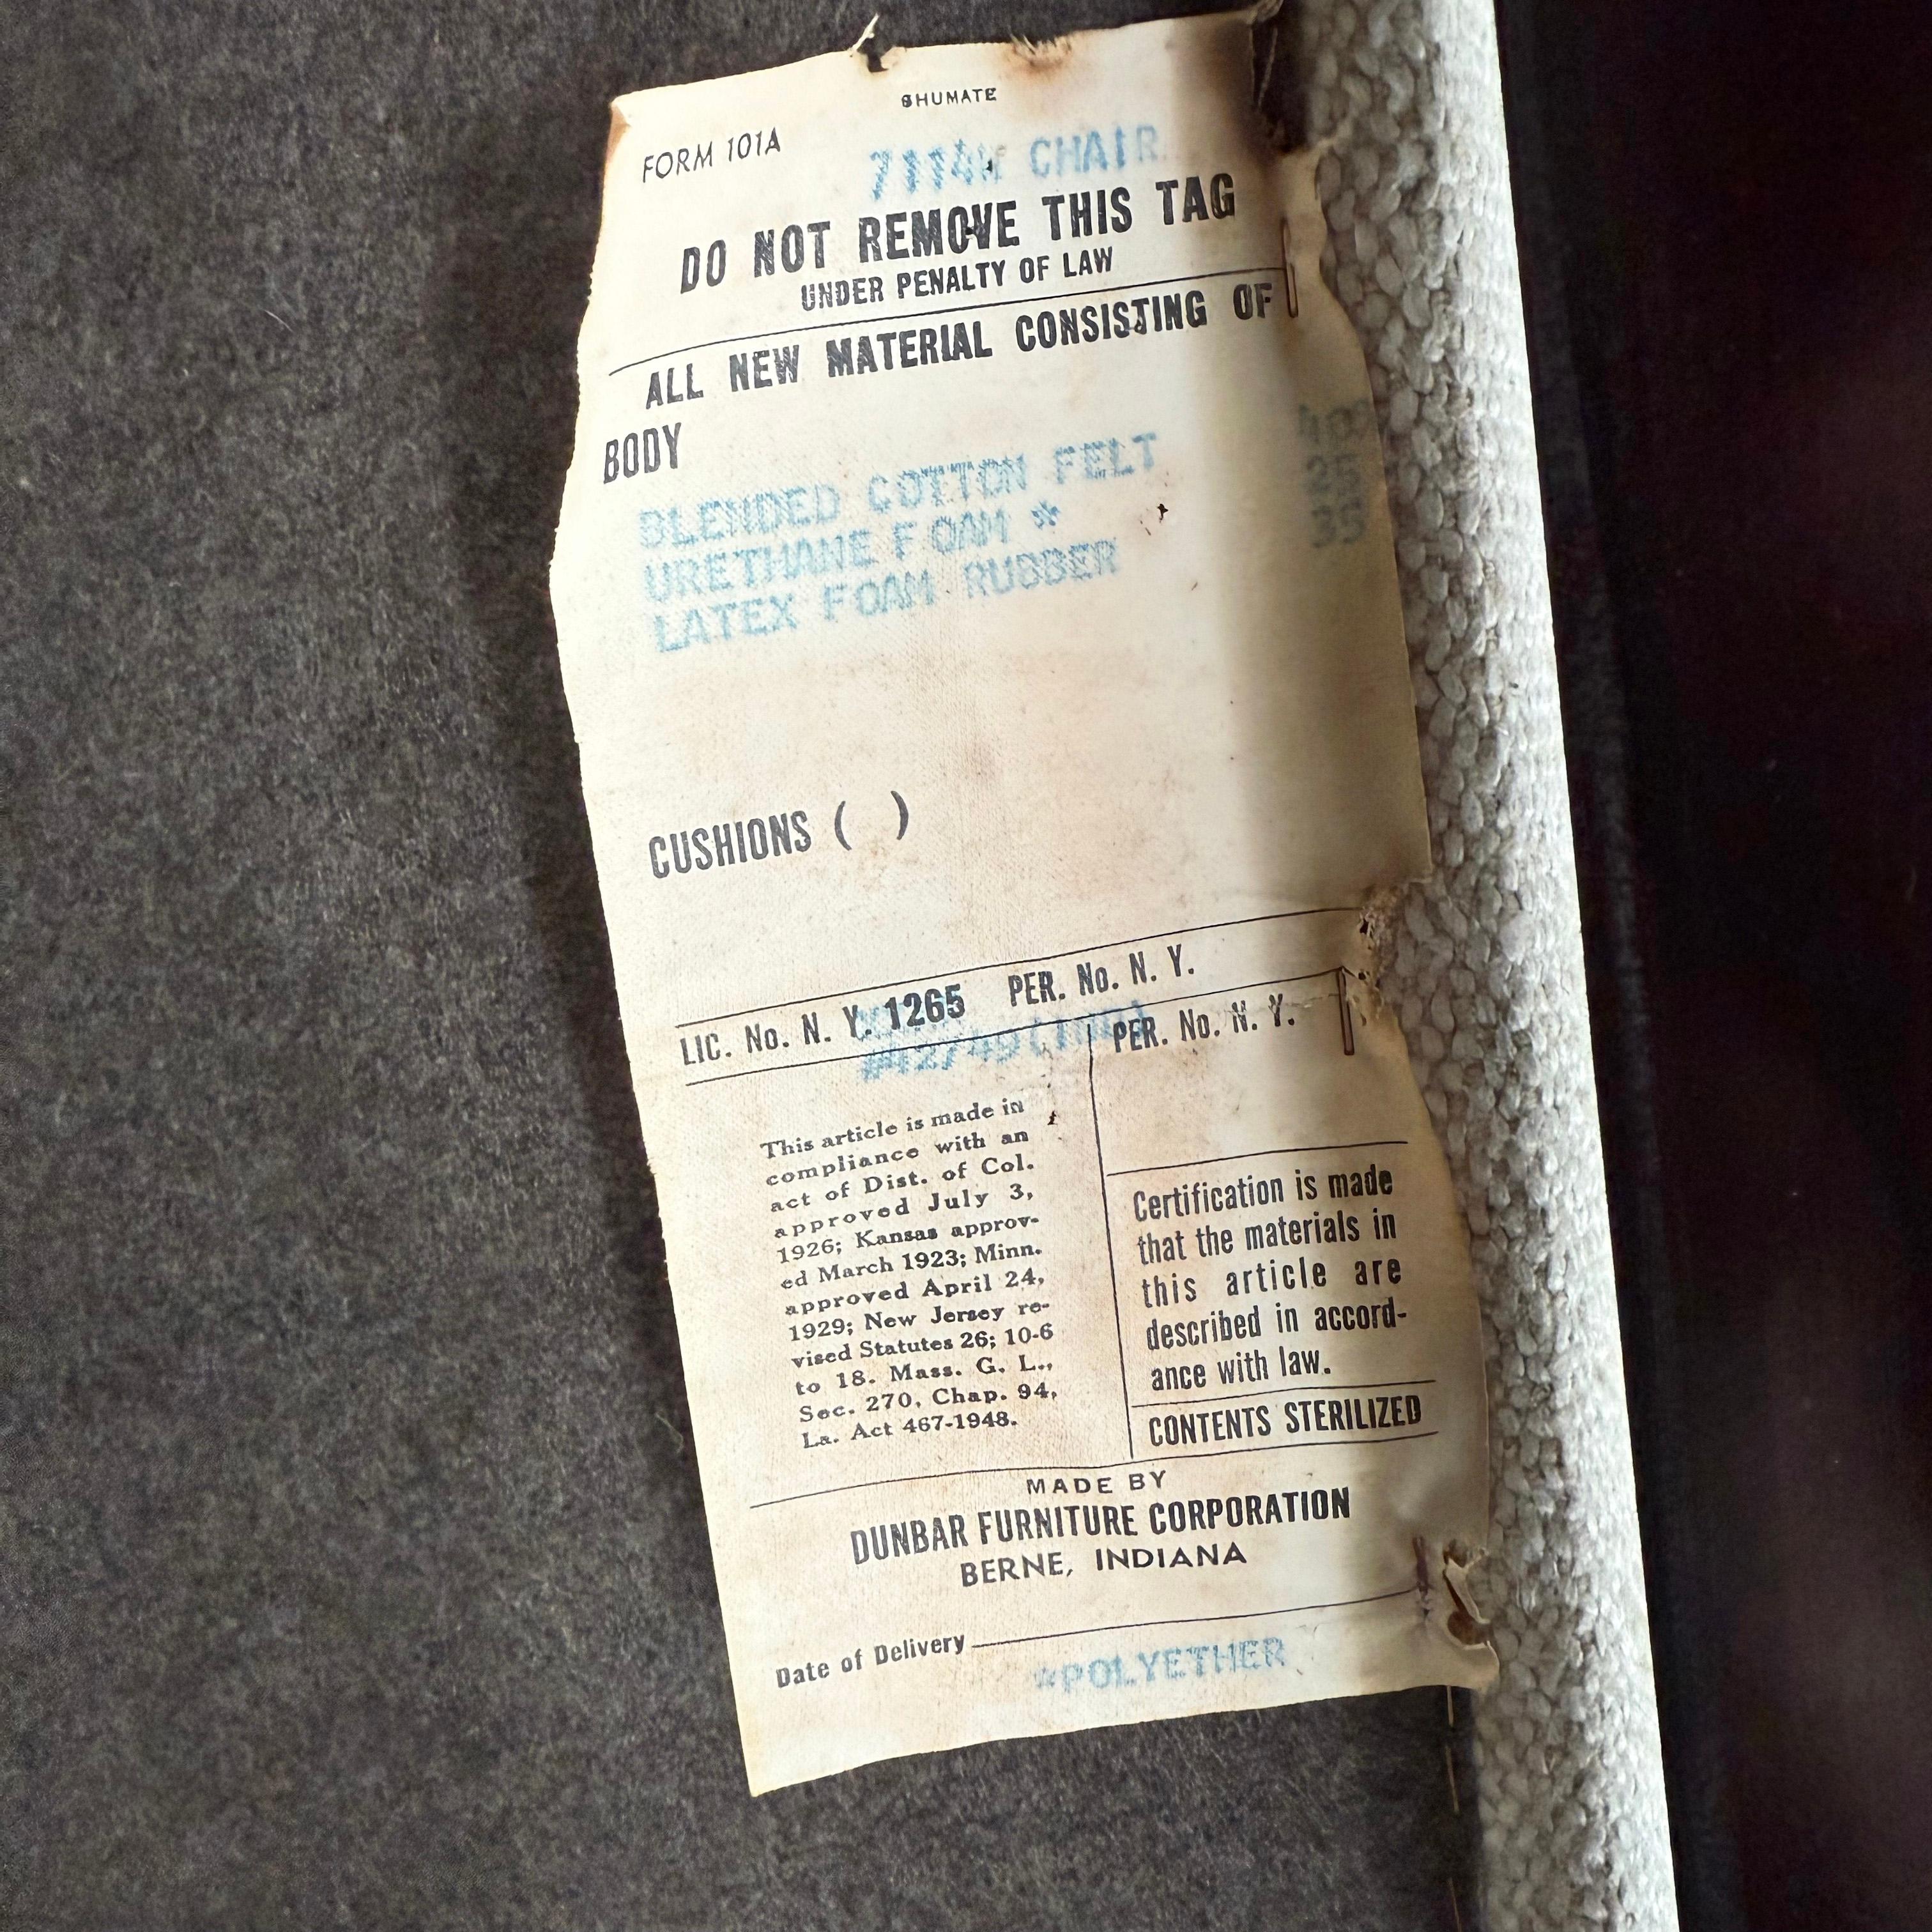 SHUMATE
FORM 101A
CHAIR
DO NOT REMOVE THIS TAG
UNDER PENALTY OF LAW
ALL NEW MATERIAL CONSISTING OF
BODY
BLENDED COTTON FELT
URETHANE FOAM * 25
LATEX FOAM RUBBER 35
CUSHIONS ( )
LIC. No. N. Y. 1265 PER. No. N. Y.
PER. No. N. Y.
This article is made in
compliance with an
act of Dist. of Col.
approved July 3,
1926; Kansas approv-
ed March 1923; Minn.
approved April 24,
1929; New Jersey re-
vised Statutes 26; 10-6
to 18. Mass. G. L.,
Sec. 270, Chap. 94,
La. Act 467-1948.
Certification is made
that the materials in
this article are
described in accord-
ance with law.
CONTENTS STERILIZED
MADE BY
DUNBAR FURNITURE CORPORATION
BERNE, INDIANA
Date of Delivery
*POLYETHER